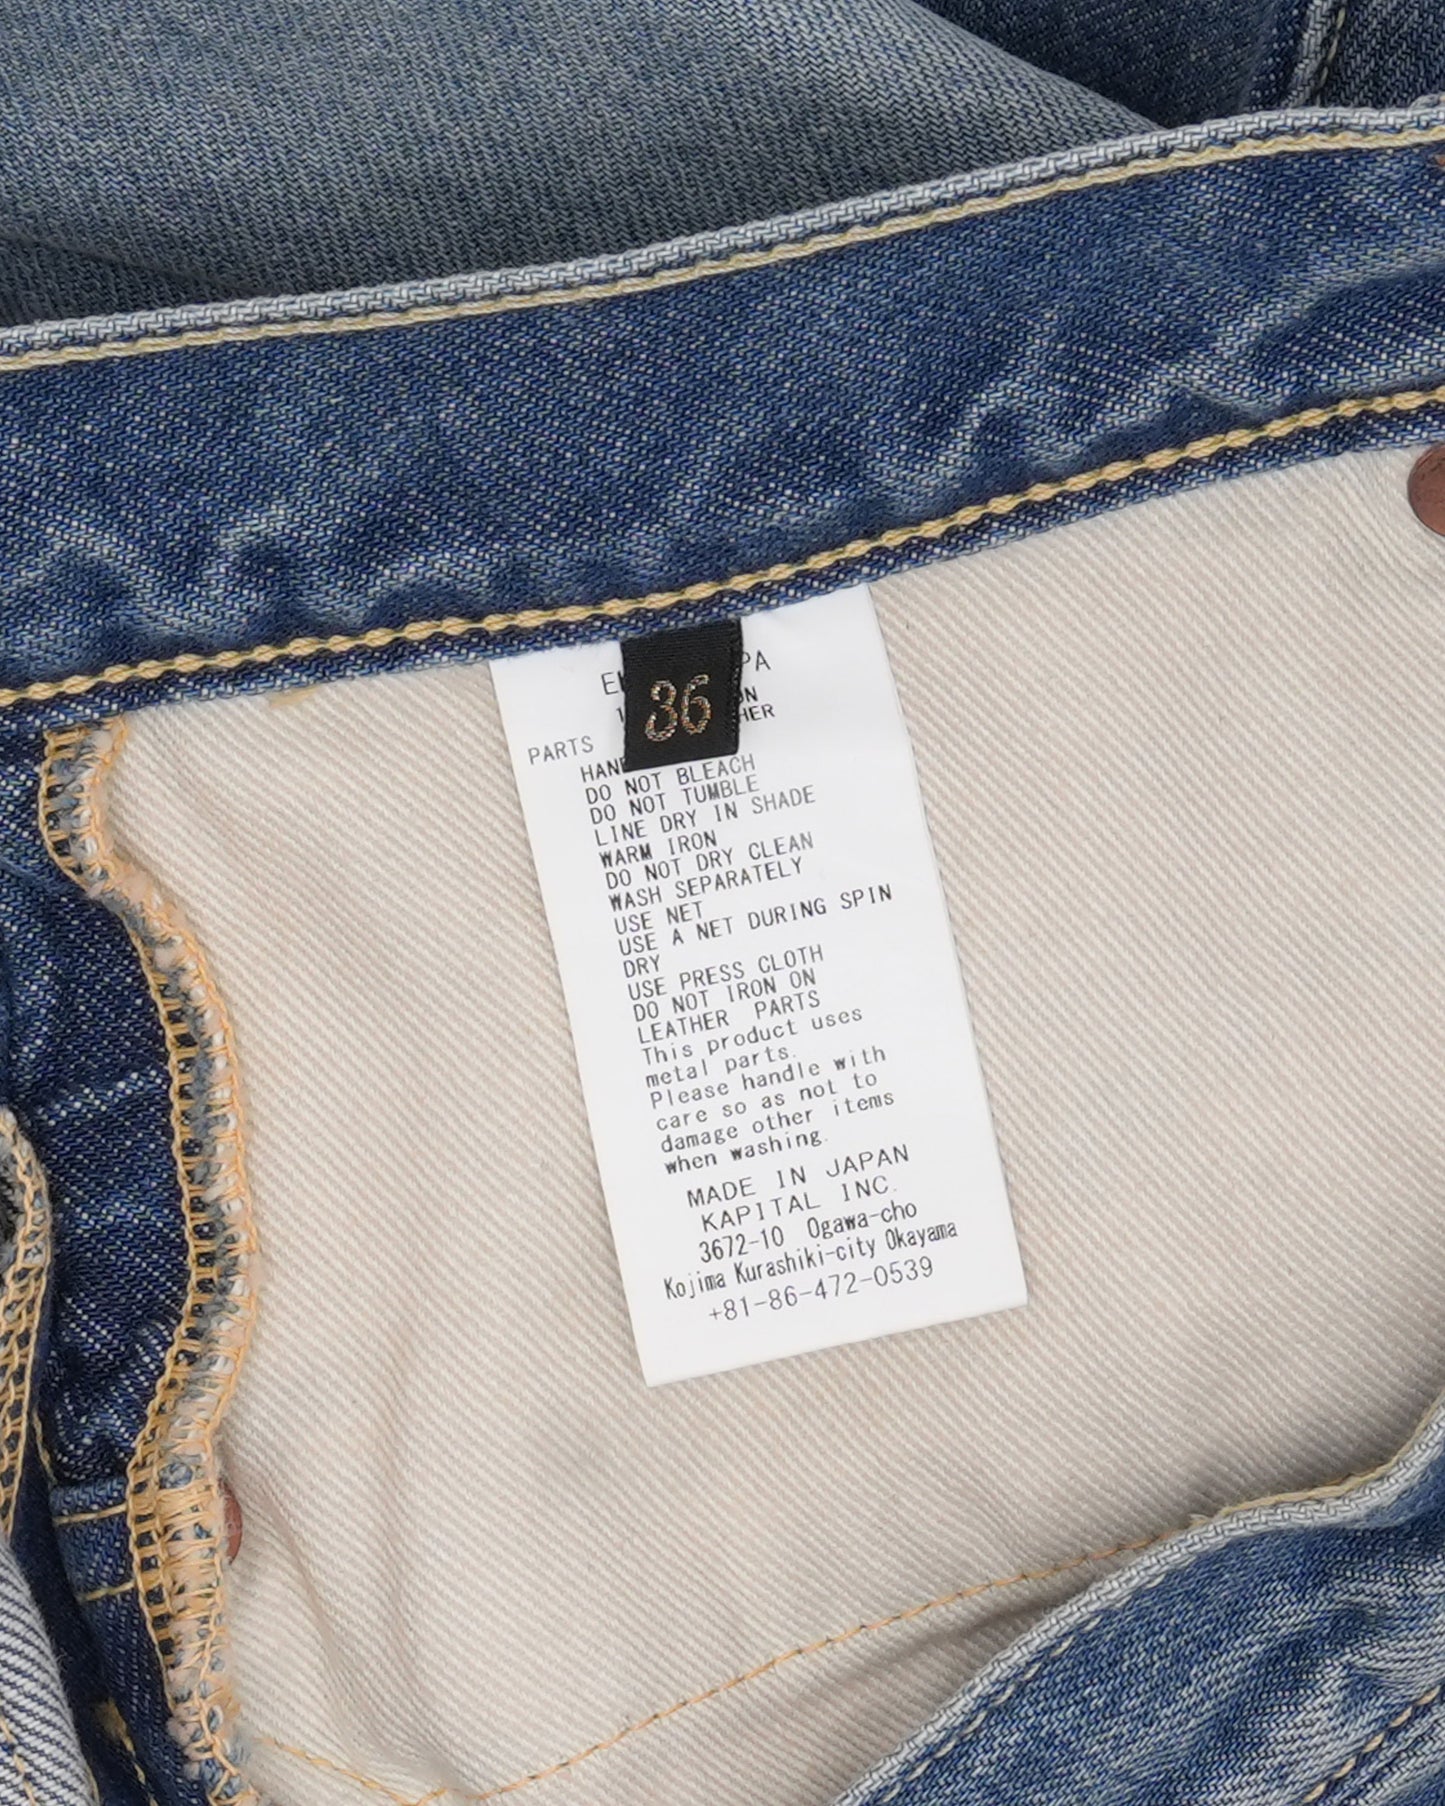 36
PARTS
DO NOT BLEACH
DO NOT TUMBLE
LINE DRY IN SHADE
WARM IRON
DO NOT DRY CLEAN
WASH SEPARATELY
USE NET
USE A NET DURING SPIN
DRY
USE PRESS CLOTH
DO NOT IRON ON
LEATHER PARTS
This product uses
metal parts.
Please handle with
care so as not to
damage other items
when washing.
MADE IN JAPAN
KAPITAL INC.
3672-10 Ogawa-cho
Kojima Kurashiki-city Okayama
+81-86-472-0539